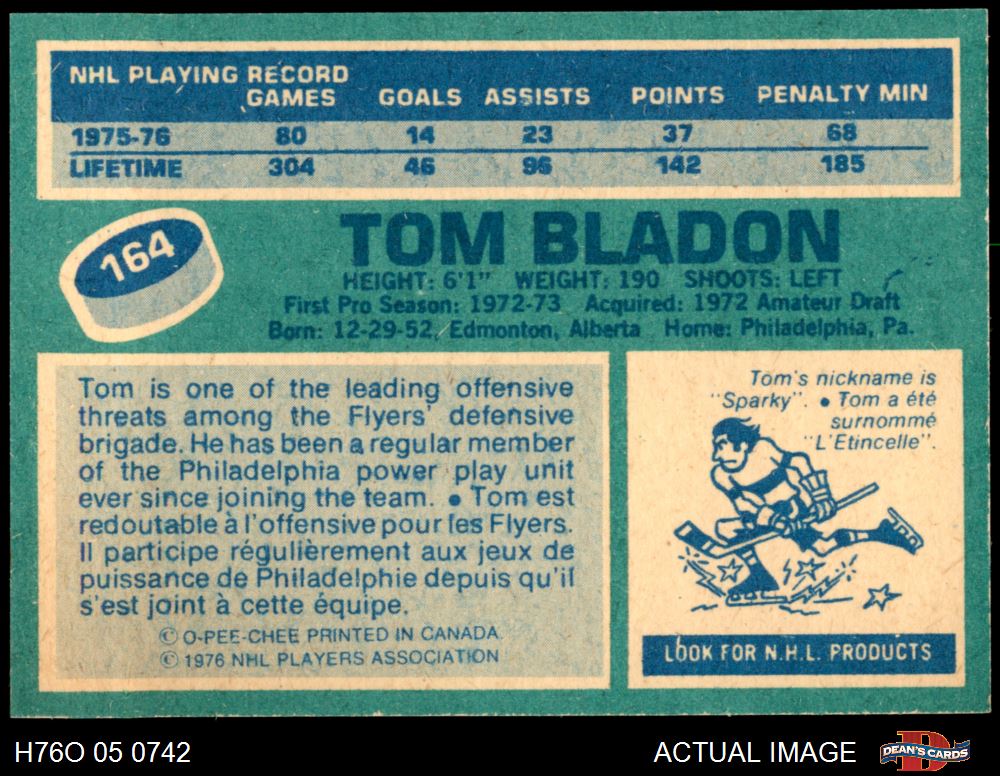 NHL PLAYING RECORD
GAMES GOALS ASSISTS POINTS PENALTY MIN
1975-76 80 14 23 37 68
LIFETIME 304 46 96 142 185
164
TOM BLADON
HEIGHT: 6'1" WEIGHT: 190 SHOOTS: LEFT
First Pro Season: 1972-73 Acquired: 1972 Amateur Draft
Born: 12-29-52, Edmonton, Alberta Home: Philadelphia, Pa.
Tom is one of the leading offensive
threats among the Flyers' defensive
brigade. He has been a regular member
of the Philadelphia power play unit
ever since joining the team. • Tom est
redoutable à l'offensive pour les Flyers.
Il participe régulièrement aux jeux de
puissance de Philadelphie depuis qu'il
s'est joint à cette équipe.
© O-PEE-CHEE PRINTED IN CANADA
© 1976 NHL PLAYERS ASSOCIATION
Tom's nickname is
"Sparky". • Tom a été
surnommé
"L'Etincelle".
LOOK FOR N.H.L. PRODUCTS
H76O 05 0742
ACTUAL IMAGE
DEAN'S CARDS